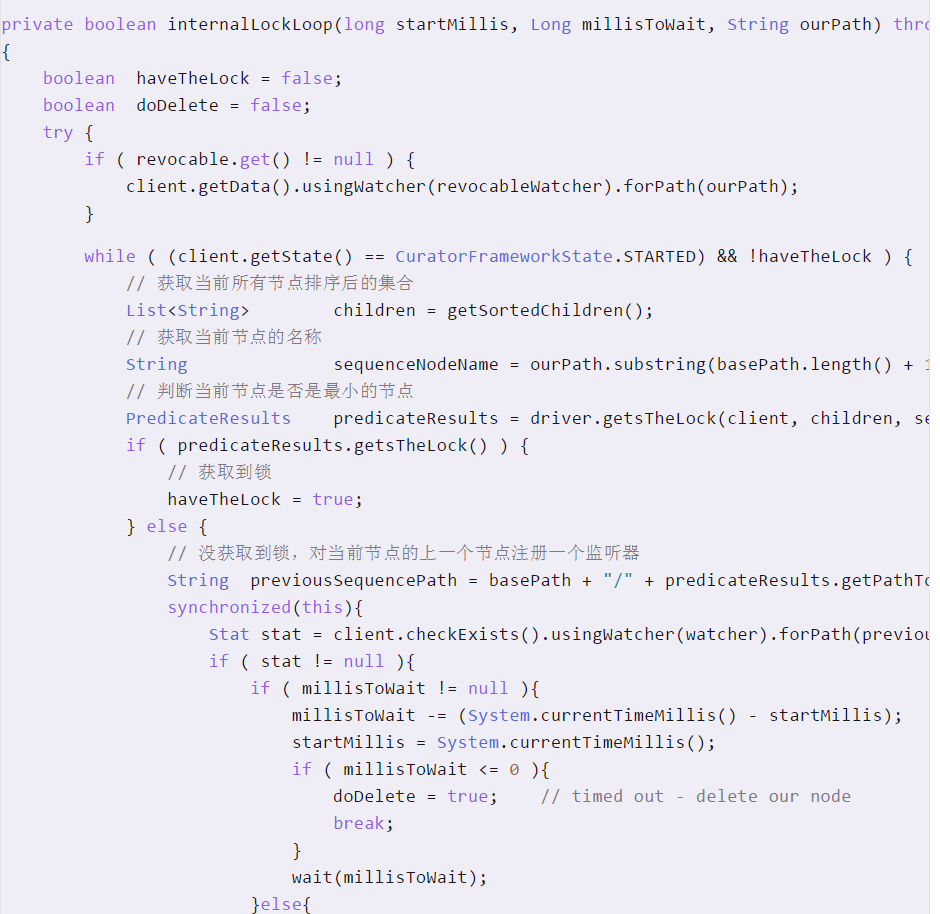 private boolean internalLockLoop(long startMillis, Long millisToWait, String ourPath) thro
{
    boolean  haveTheLock = false;
    boolean  doDelete = false;
    try {
        if ( revocable.get() != null ) {
            client.getData().usingWatcher(revocableWatcher).forPath(ourPath);
        }
        while ( (client.getState() == CuratorFrameworkState.STARTED) && !haveTheLock ) {
            // 获取当前所有节点排序后的集合
            List<String>        children = getSortedChildren();
            // 获取当前节点的名称
            String              sequenceNodeName = ourPath.substring(basePath.length() + 1
            // 判断当前节点是否是最小的节点
            PredicateResults    predicateResults = driver.getsTheLock(client, children, se
            if ( predicateResults.getsTheLock() ) {
                // 获取到锁
                haveTheLock = true;
            } else {
                // 没获取到锁，对当前节点的上一个节点注册一个监听器
                String  previousSequencePath = basePath + "/" + predicateResults.getPathTo
                synchronized(this){
                    Stat stat = client.checkExists().usingWatcher(watcher).forPath(previou
                    if ( stat != null ){
                        if ( millisToWait != null ){
                            millisToWait -= (System.currentTimeMillis() - startMillis);
                            startMillis = System.currentTimeMillis();
                            if ( millisToWait <= 0 ){
                                doDelete = true;    // timed out - delete our node
                                break;
                            }
                            wait(millisToWait);
                        }else{